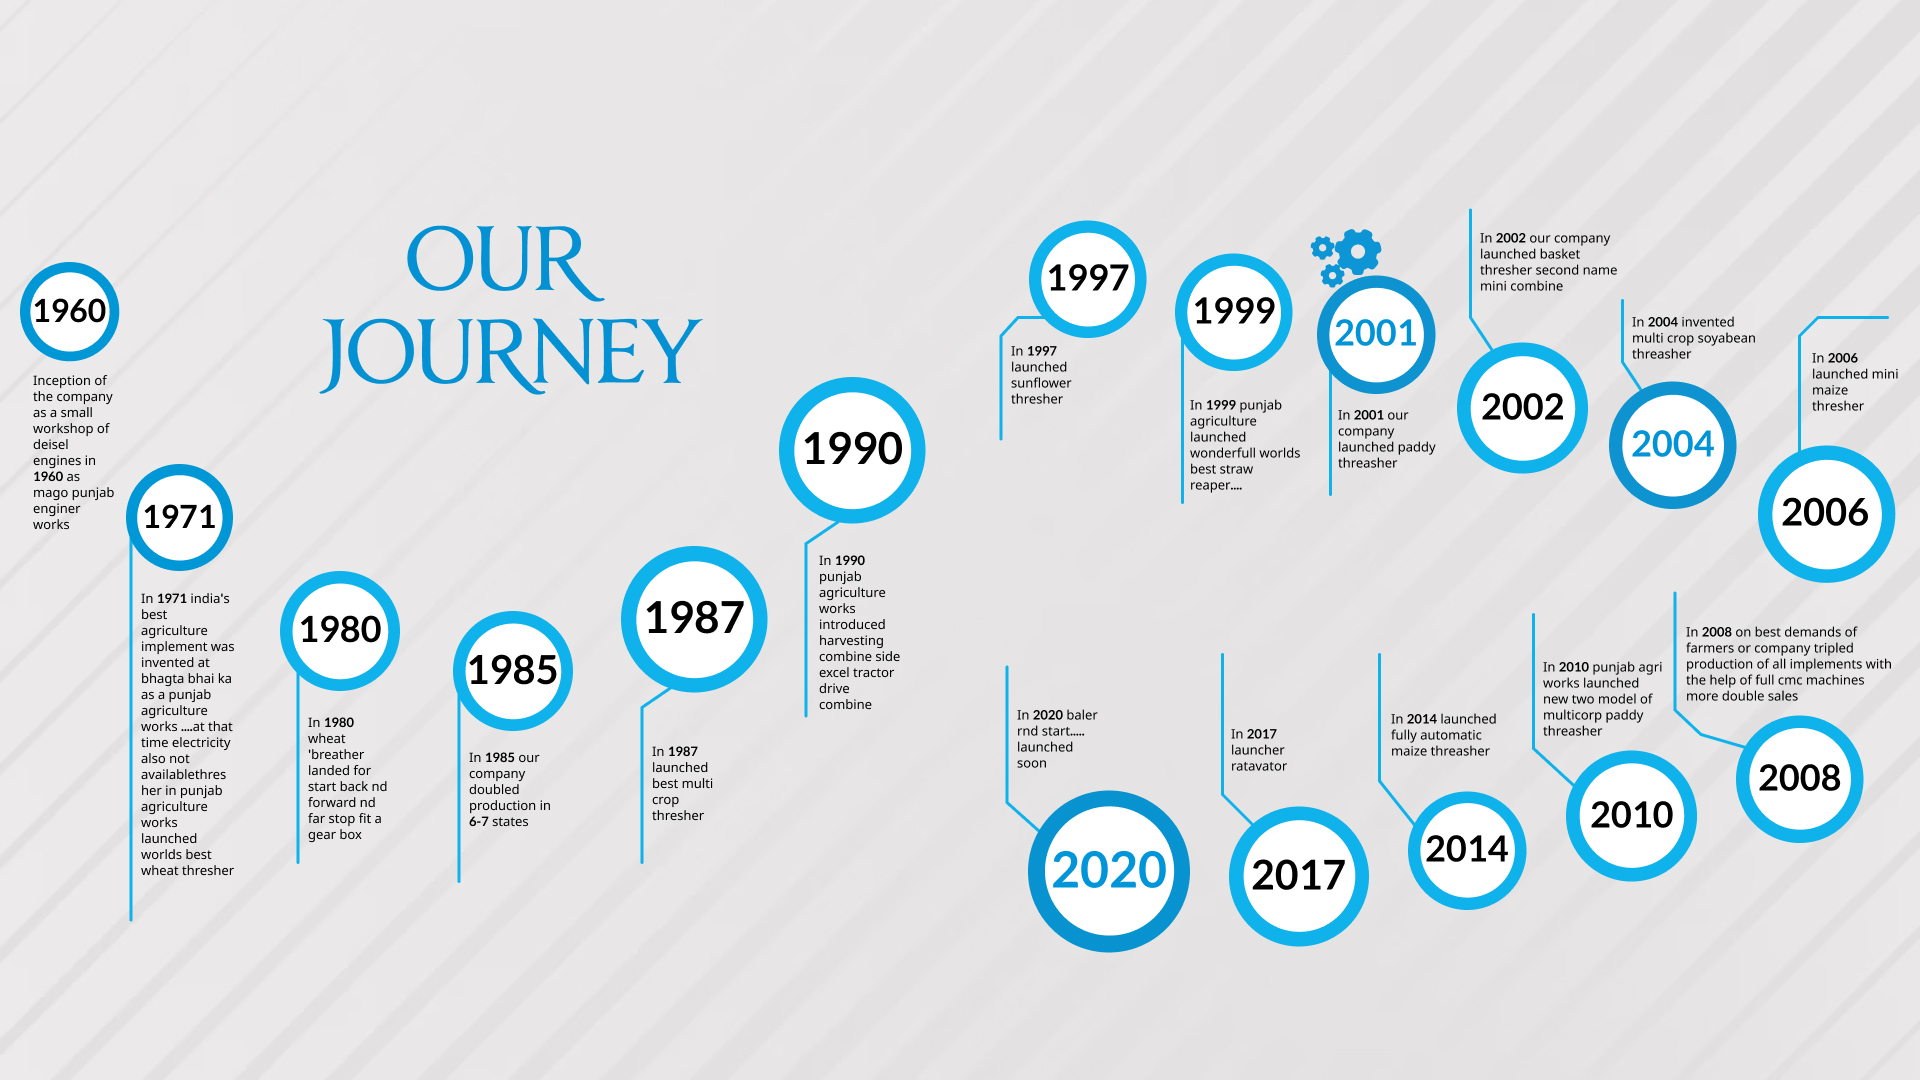 OUR
JOURNEY
1960
Inception of
the company
as a small
workshop of
deisel
engines in
1960 as
mago punjab
enginer
works
1971
In 1971 india's
best
agriculture
implement was
invented at
bhagta bhai ka
as a punjab
agriculture
works ....at that
time electricity
also not
availablethres
her in punjab
agriculture
works
launched
worlds best
wheat thresher
1980
In 1980
wheat
'breather
landed for
start back nd
forward nd
far stop fit a
gear box
1985
In 1985 our
company
doubled
production in
6-7 states
1987
In 1987
launched
best multi
crop
thresher
1990
In 1990
punjab
agriculture
works
introduced
harvesting
combine side
excel tractor
drive
combine
1997
In 1997
launched
sunflower
thresher
1999
In 1999 punjab
agriculture
launched
wonderfull worlds
best straw
reaper....
2001
In 2001 our
company
launched paddy
threasher
In 2002 our company
launched basket
thresher second name
mini combine
2002
In 2004 invented
multi crop soyabean
threasher
2004
In 2006
launched mini
maize
thresher
2006
In 2008 on best demands of
farmers or company tripled
production of all implements with
the help of full cmc machines
more double sales
2008
In 2010 punjab agri
works launched
new two model of
multicorp paddy
threasher
2010
In 2014 launched
fully automatic
maize threasher
2014
In 2017
launcher
ratavator
2017
In 2020 baler
rnd start.....
launched
soon
2020